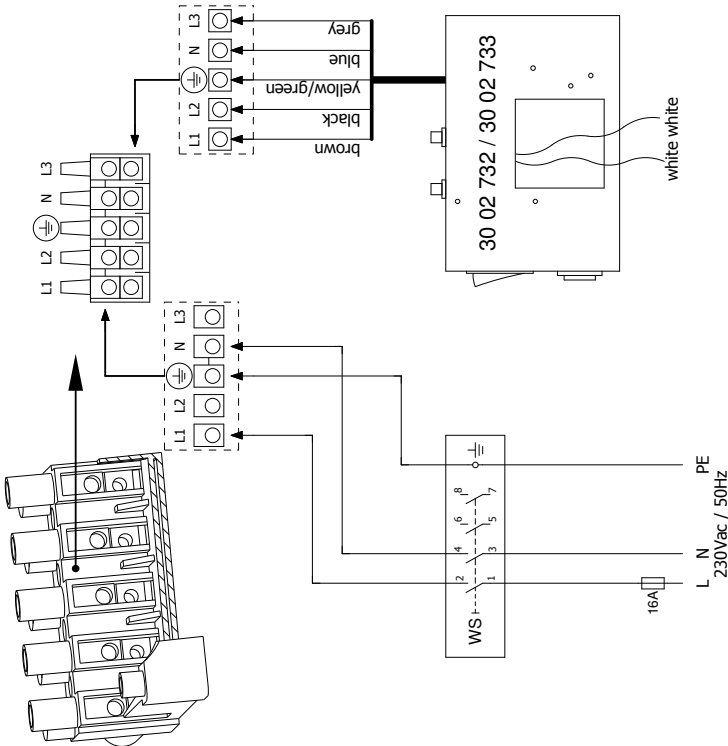 L3
N
L2
L1
grey
blue
yellow/green
black
brown
30 02 732 / 30 02 733
white white
L3
N
L2
L1
L3
N
L2
L1
WS
2
4
6
8
1
3
5
7
16A
L
N
PE
230Vac / 50Hz